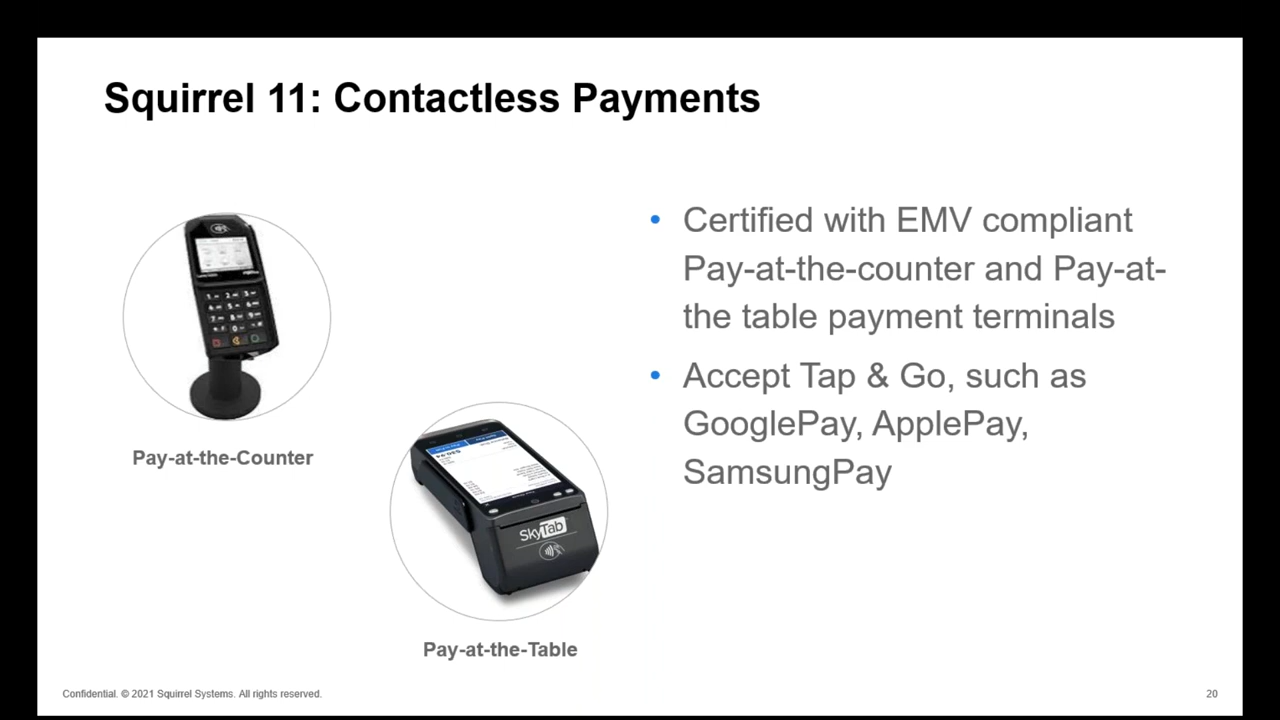 Squirrel 11: Contactless Payments
Certified with EMV compliant
Pay-at-the-counter and Pay-at-
the table payment terminals
Accept Tap & Go, such as
GooglePay, ApplePay,
SamsungPay
Pay-at-the-Counter
SkyTab
Pay-at-the-Table
Confidential. © 2021 Squirrel Systems. All rights reserved.
20